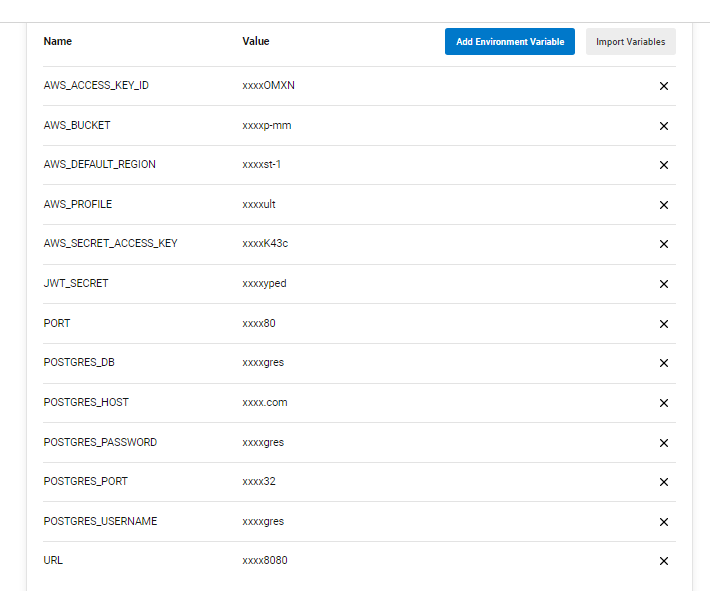 Name Value Add Environment Variable Import Variables
AWS_ACCESS_KEY_ID xxxxOMXN
AWS_BUCKET xxxxp-mm
AWS_DEFAULT_REGION xxxxst-1
AWS_PROFILE xxxxult
AWS_SECRET_ACCESS_KEY xxxxK43c
JWT_SECRET xxxxyped
PORT xxxx80
POSTGRES_DB xxxxgres
POSTGRES_HOST xxxx.com
POSTGRES_PASSWORD xxxxgres
POSTGRES_PORT xxxx32
POSTGRES_USERNAME xxxxgres
URL xxxx8080